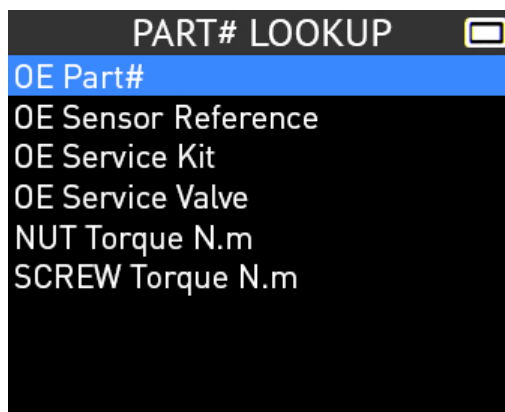 PART# LOOKUP
OE Part#
OE Sensor Reference
OE Service Kit
OE Service Valve
NUT Torque N.m
SCREW Torque N.m